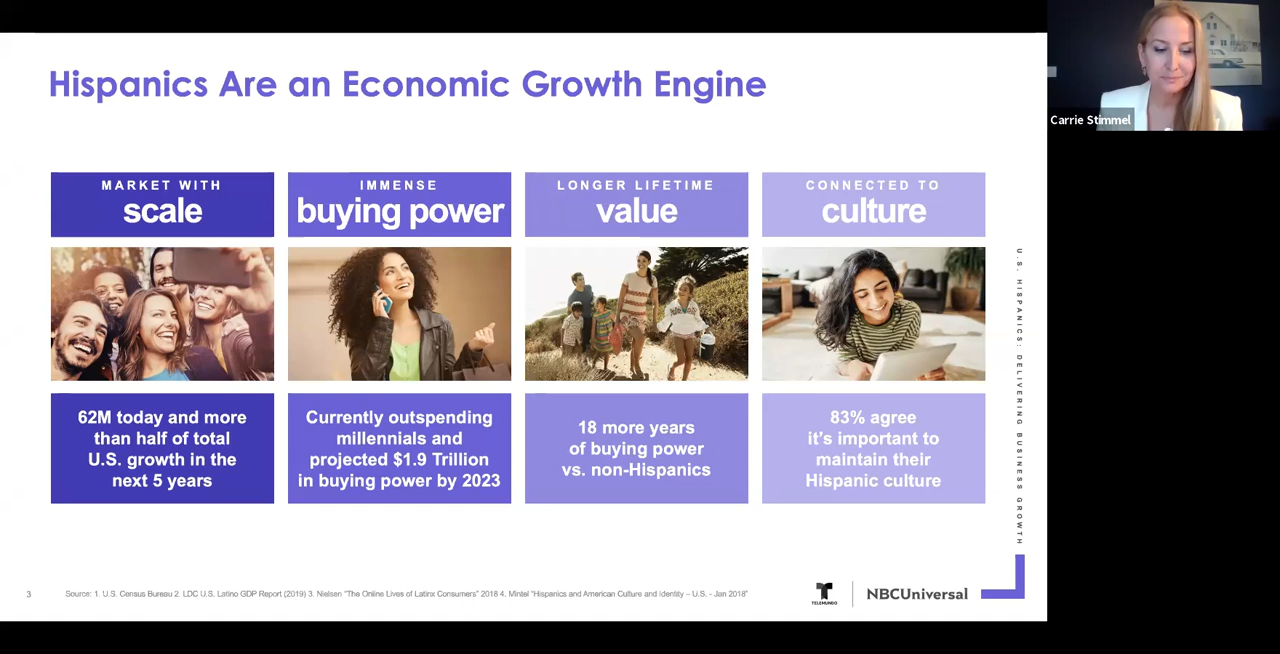 Hispanics Are an Economic Growth Engine
Carrie Stimmel
MARKET WITH
scale
62M today and more
than half of total
U.S. growth in the
next 5 years
IMMENSE
buying power
Currently outspending
millennials and
projected $1.9 Trillion
in buying power by 2023
LONGER LIFETIME
value
18 more years
of buying power
vs. non-Hispanics
CONNECTED TO
culture
83% agree
it's important to
maintain their
Hispanic culture
U.S. HISPANICS: DELIVERING BUSINESS GROWTH
3
Source: 1. U.S. Census Bureau 2. LDC U.S. Latino GDP Report (2019) 3. Nielsen "The Online Lives of Latinx Consumers" 2018 4. Mintel "Hispanics and American Culture and Identity – U.S. - Jan 2018"
TELEMUNDO
NBCUniversal